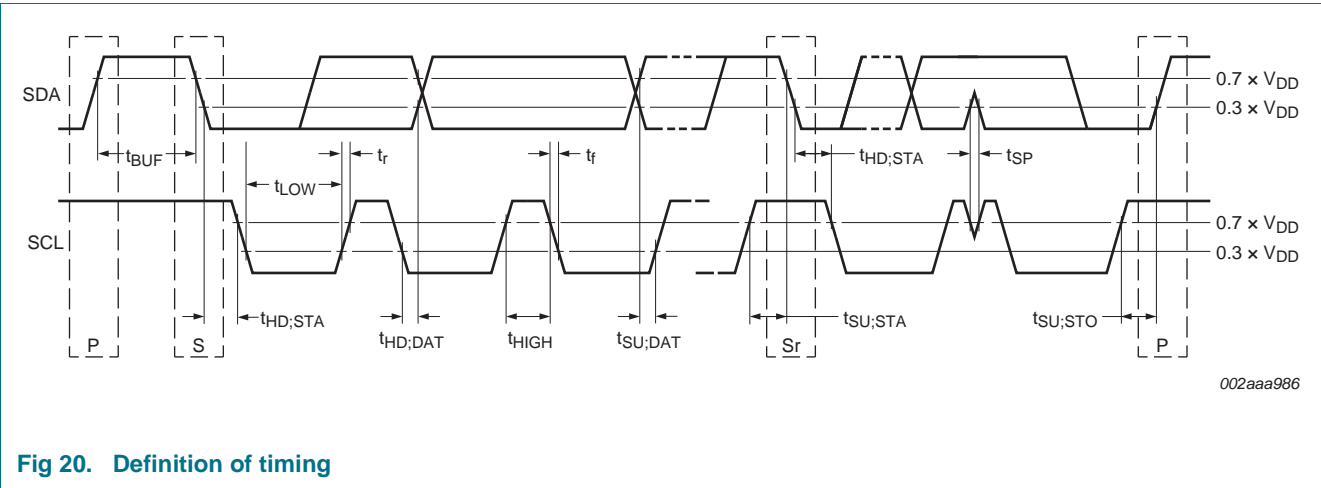 SDA
0.7 × VDD
0.3 × VDD
tBUF
tLOW
tr
tf
tHD;STA
tSP
SCL
0.7 × VDD
0.3 × VDD
tHD;STA
tHD;DAT
tHIGH
tSU;DAT
tSU;STA
tSU;STO
P
S
Sr
P
002aaa986
Fig 20. Definition of timing